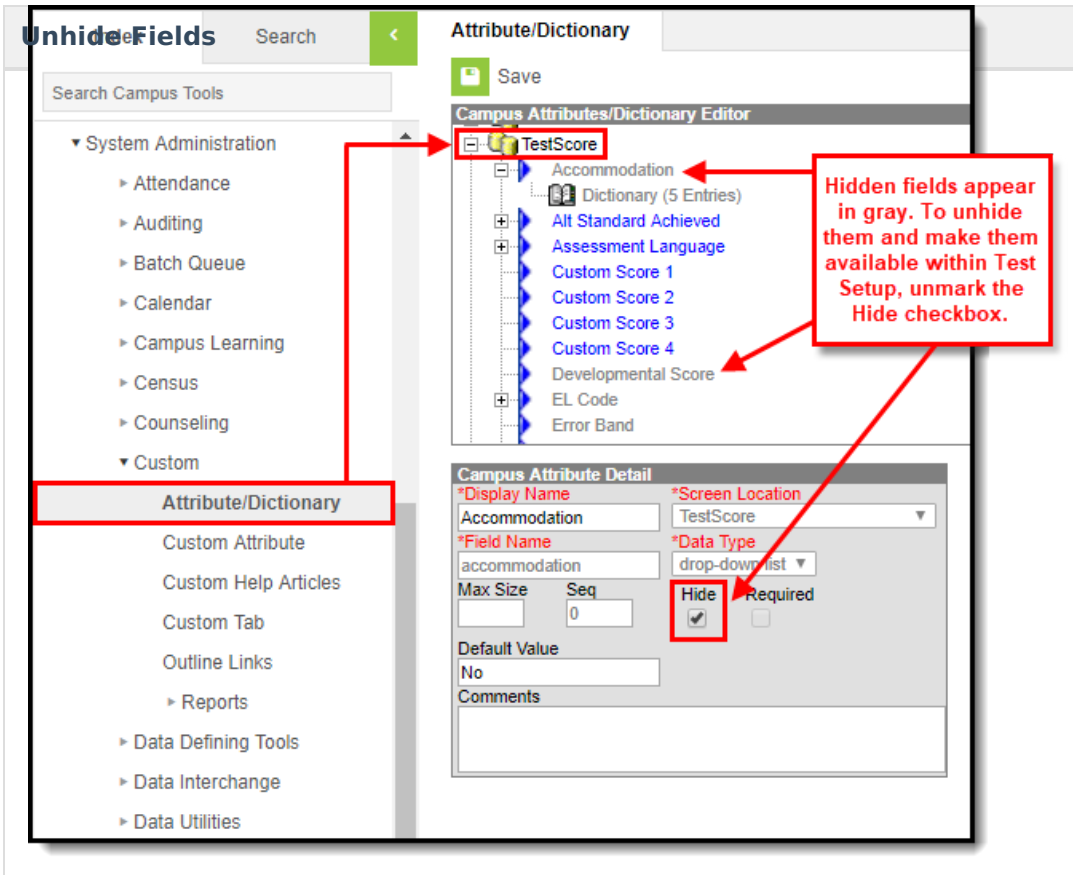 Unhide Fields
Index
Search
Search Campus Tools
System Administration
Attendance
Auditing
Batch Queue
Calendar
Campus Learning
Census
Counseling
Custom
Attribute/Dictionary
Custom Attribute
Custom Help Articles
Custom Tab
Outline Links
Reports
Data Defining Tools
Data Interchange
Data Utilities
Attribute/Dictionary
Save
Campus Attributes/Dictionary Editor
TestScore
Accommodation
Dictionary (5 Entries)
Alt Standard Achieved
Assessment Language
Custom Score 1
Custom Score 2
Custom Score 3
Custom Score 4
Developmental Score
EL Code
Error Band
Hidden fields appear
in gray. To unhide
them and make them
available within Test
Setup, unmark the
Hide checkbox.
Campus Attribute Detail
*Display Name *Screen Location
Accommodation TestScore
*Field Name *Data Type
accommodation drop-down list
Max Size Seq Hide Required
0
Default Value
No
Comments